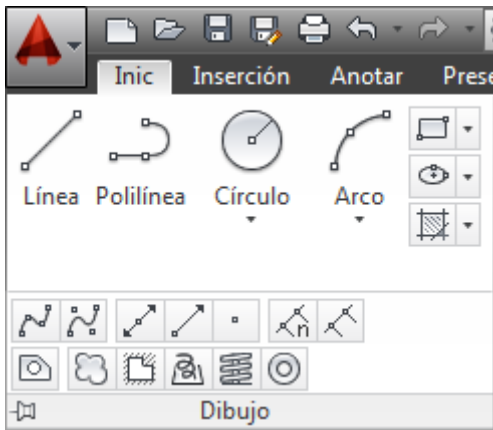 Inic Inserción Anotar Prese
Línea Polilínea Círculo Arco
Dibujo